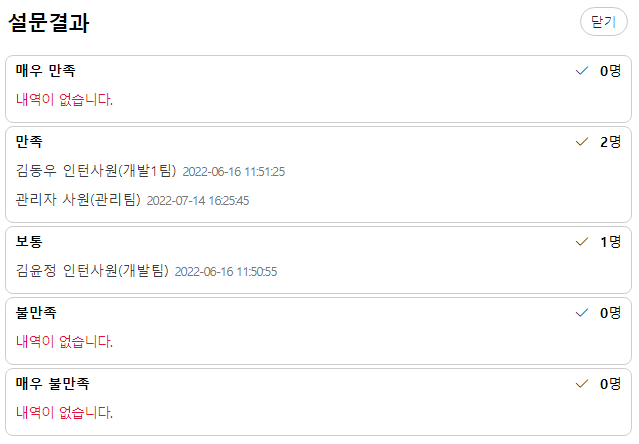 설문결과
닫기
매우 만족 0명
내역이 없습니다.
만족 2명
김동우 인턴사원(개발1팀) 2022-06-16 11:51:25
관리자 사원(관리팀) 2022-07-14 16:25:45
보통 1명
김윤정 인턴사원(개발팀) 2022-06-16 11:50:55
불만족 0명
내역이 없습니다.
매우 불만족 0명
내역이 없습니다.